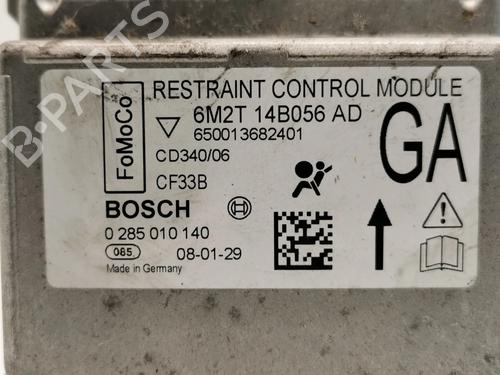 RESTRAINT CONTROL MODULE
FoMoCo
6M2T 14B056 AD
650013682401
GA
CD340/06
CF33B
BOSCH
0 285 010 140
085 08-01-29
Made in Germany
B-PARTS